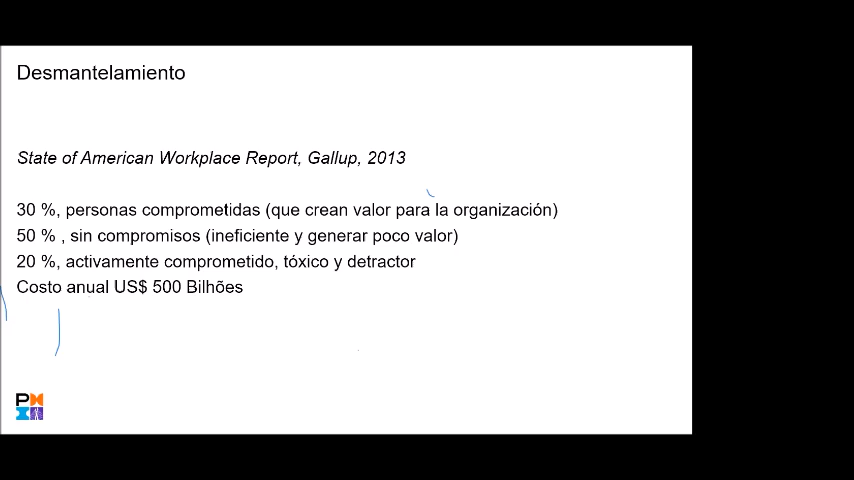 Desmantelamiento
State of American Workplace Report, Gallup, 2013
30 %, personas comprometidas (que crean valor para la organización)
50 % , sin compromisos (ineficiente y generar poco valor)
20 %, activamente comprometido, tóxico y detractor
Costo anual US$ 500 Bilhões